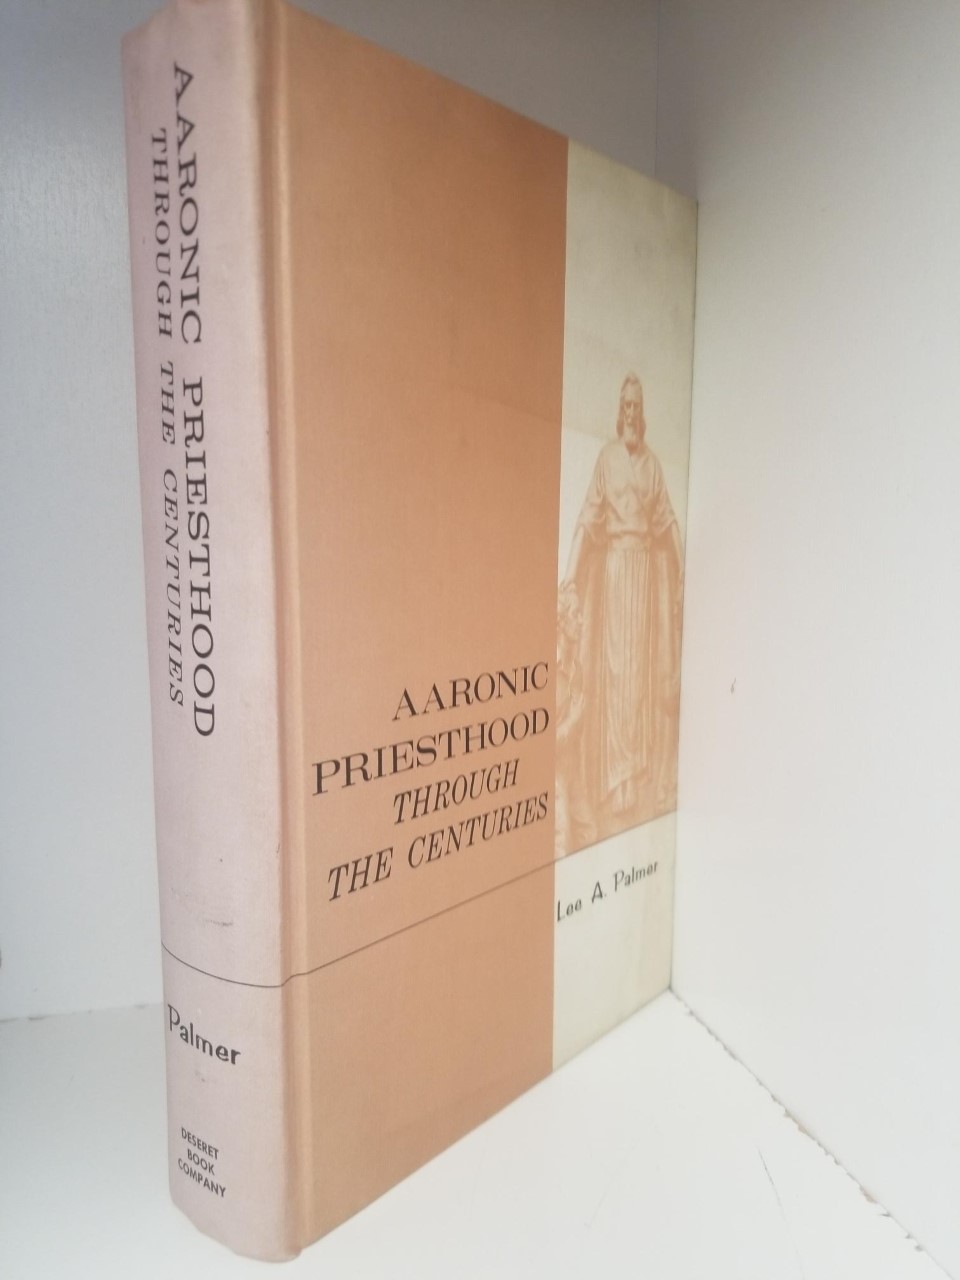 AARONIC PRIESTHOOD
THROUGH THE CENTURIES
Palmer
DESERET
BOOK
COMPANY
AARONIC
PRIESTHOOD
THROUGH
THE CENTURIES
Lee A. Palmer